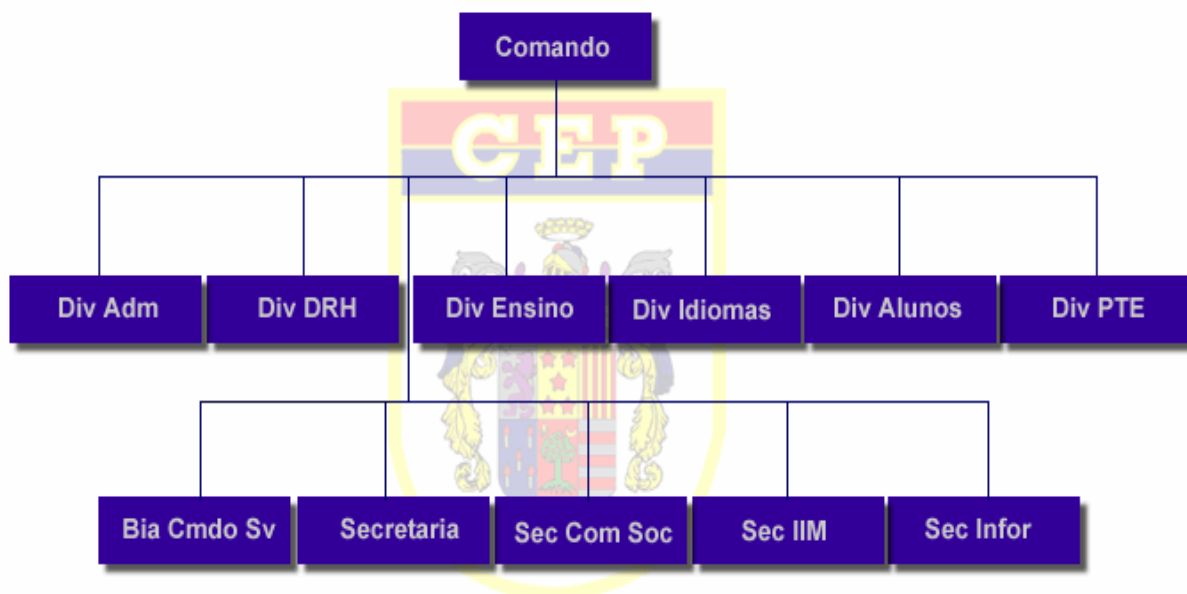 Comando
CEP
Div Adm
Div DRH
Div Ensino
Div Idiomas
Div Alunos
Div PTE
Bia Cmdo Sv
Secretaria
Sec Com Soc
Sec IIM
Sec Infor